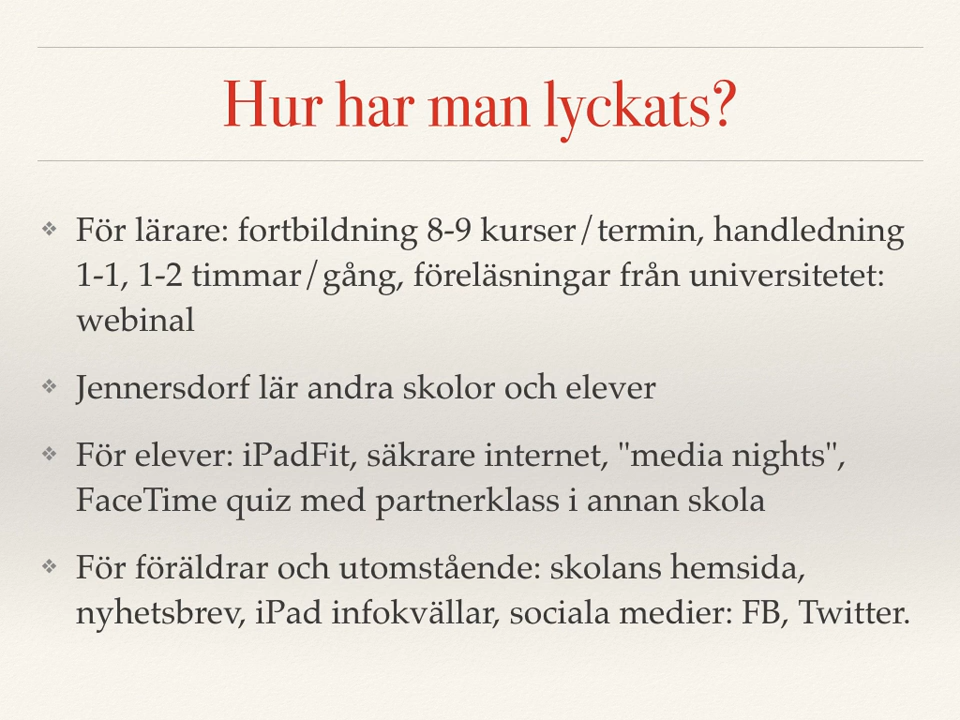 Hur har man lyckats?
❖ För lärare: fortbildning 8-9 kurser/termin, handledning
1-1, 1-2 timmar/gång, föreläsningar från universitetet:
webinal
❖ Jennersdorf lär andra skolor och elever
❖ För elever: iPadFit, säkrare internet, "media nights",
FaceTime quiz med partnerklass i annan skola
❖ För föräldrar och utomstående: skolans hemsida,
nyhetsbrev, iPad infokvällar, sociala medier: FB, Twitter.